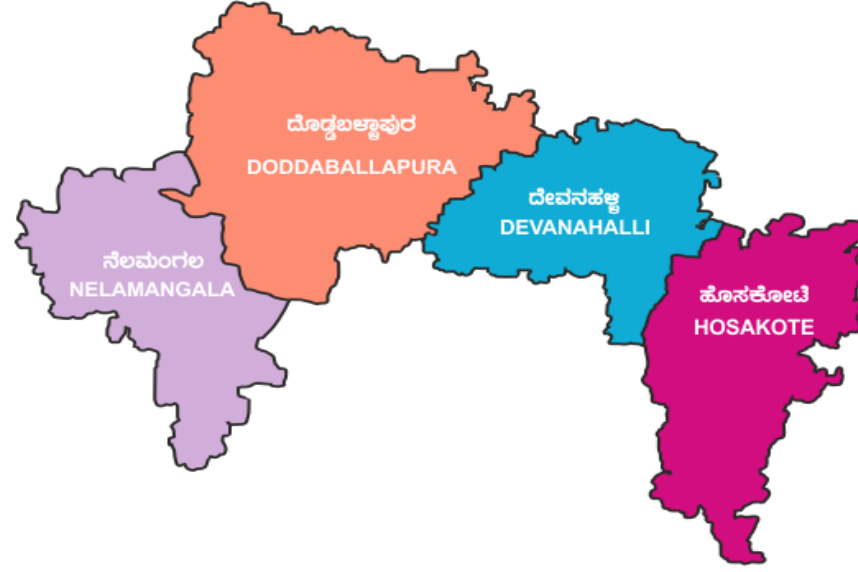 ದೊಡ್ಡಬಳ್ಳಾಪುರ
DODDABALLAPURA
ದೇವನಹಳ್ಳಿ
DEVANAHALLI
ನೆಲಮಂಗಲ
NELAMANGALA
ಹೊಸಕೋಟೆ
HOSAKOTE